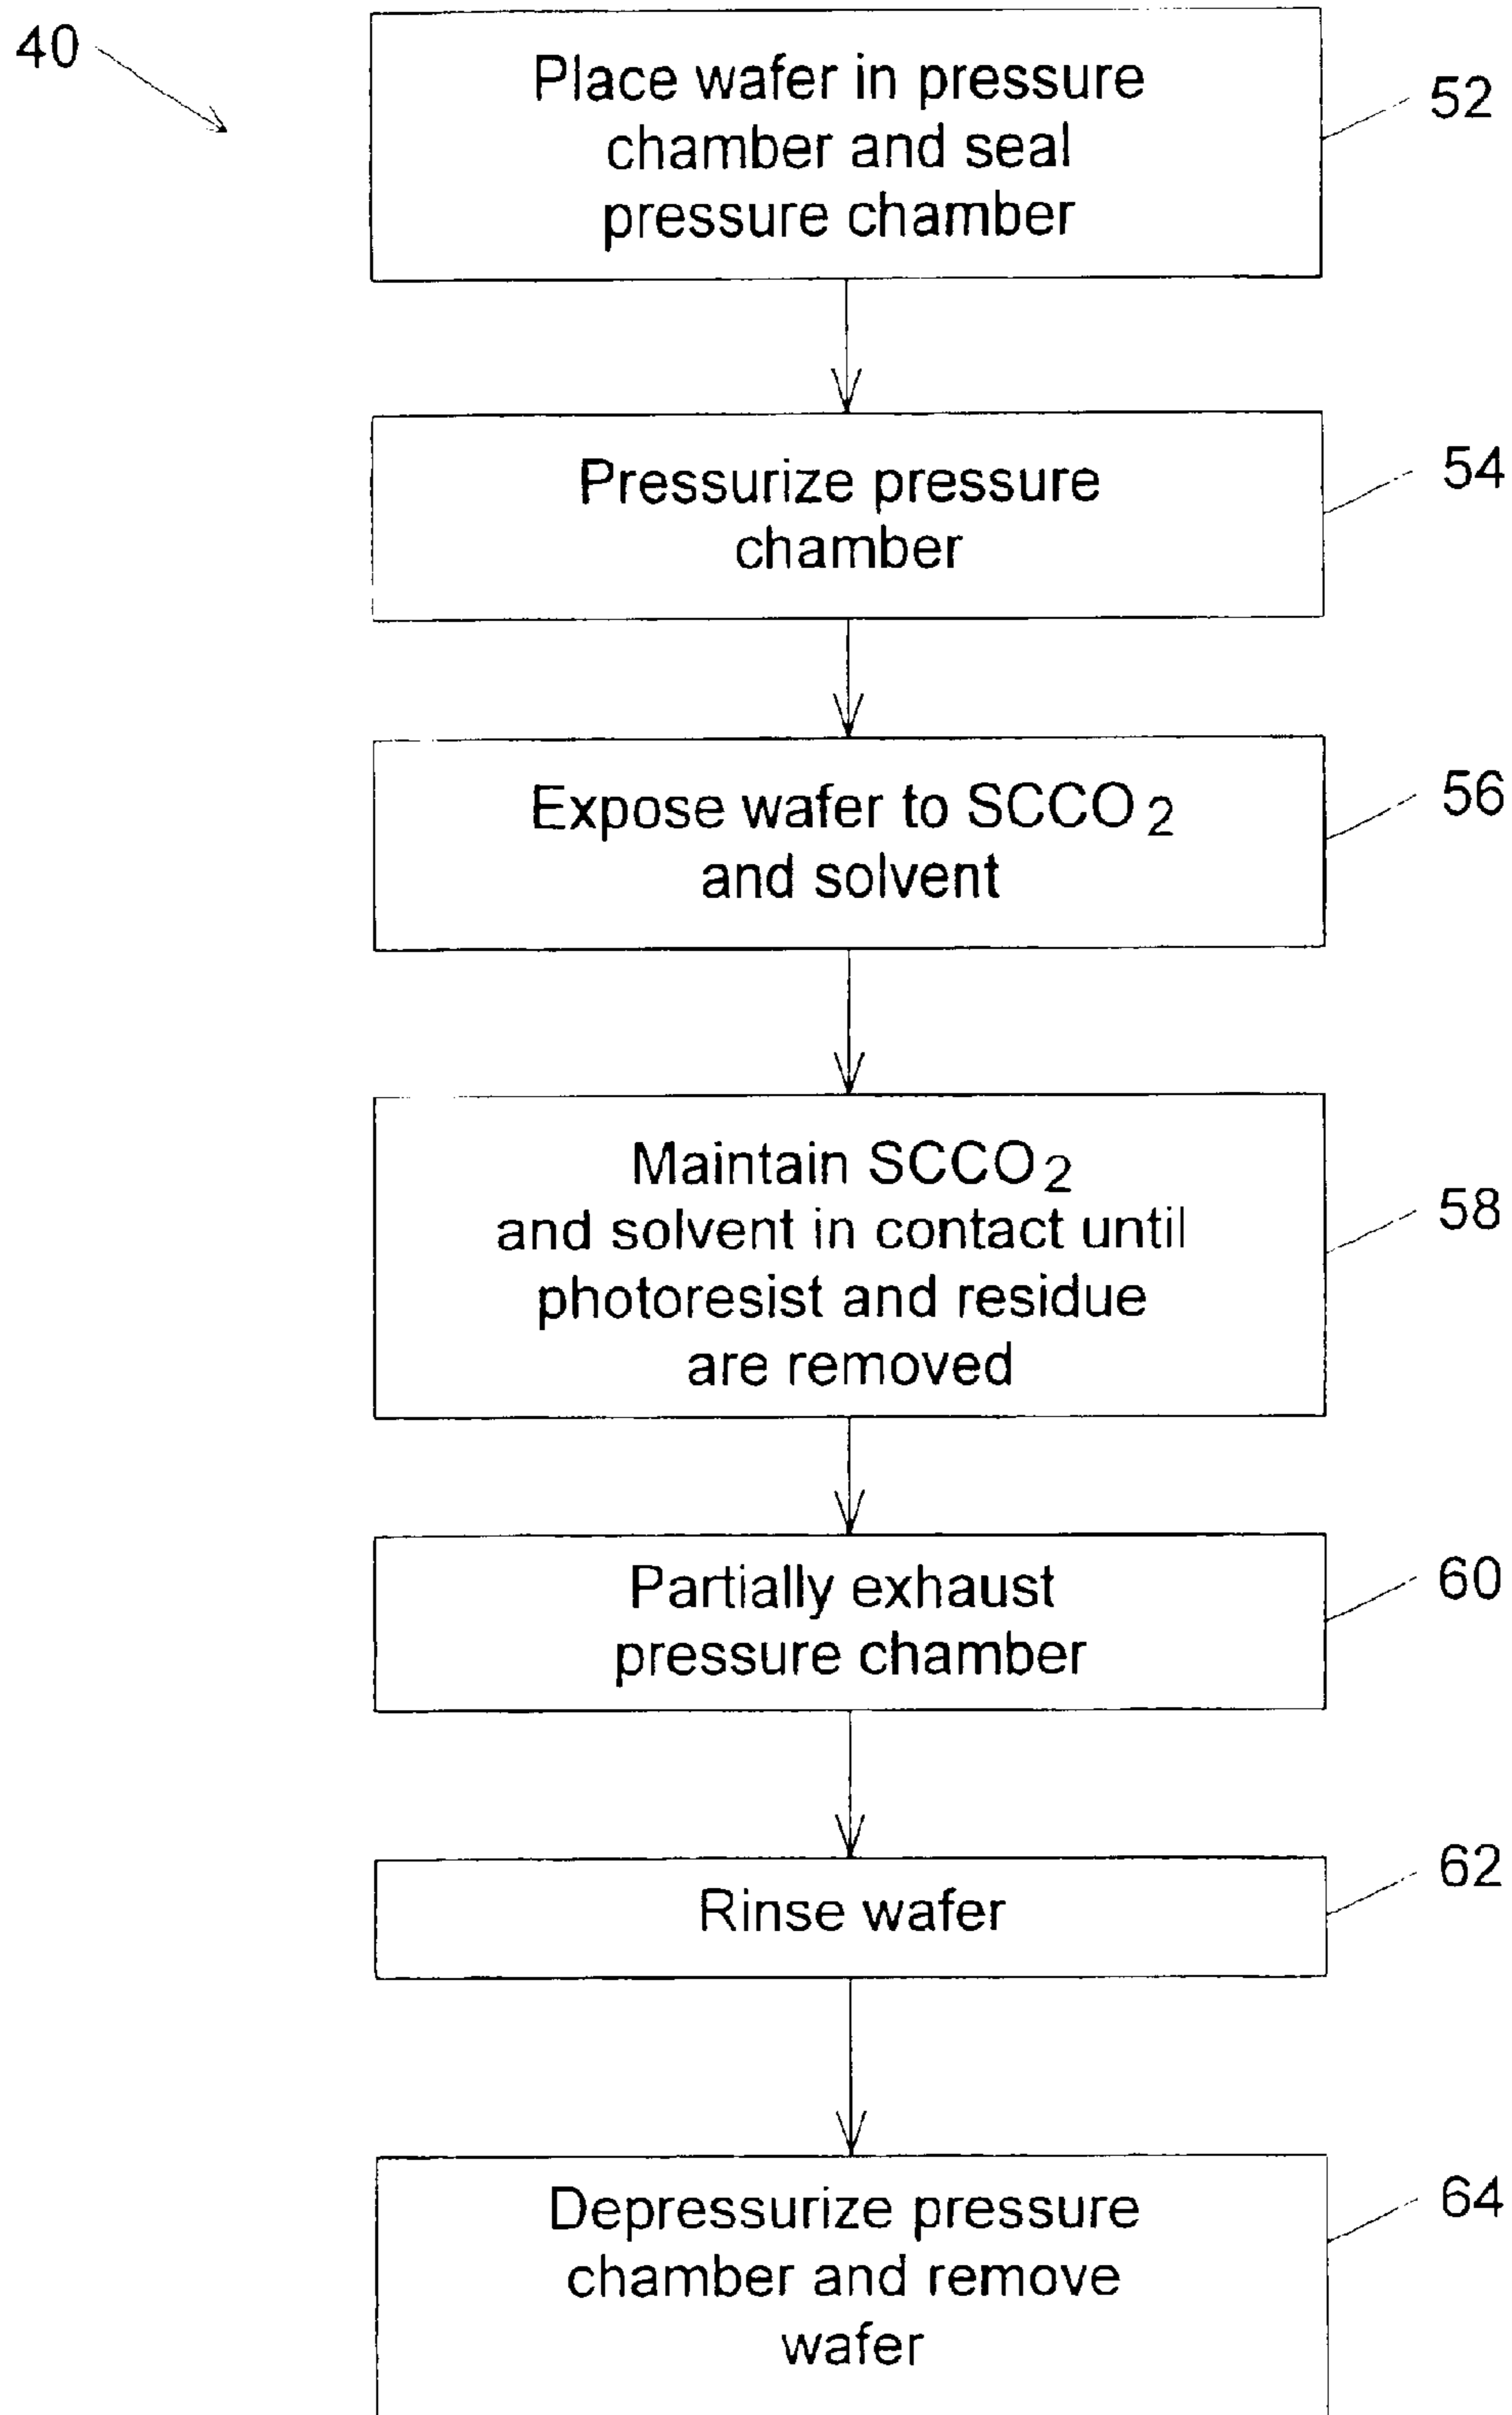 40
Place wafer in pressure
chamber and seal
pressure chamber
52
Pressurize pressure
chamber
54
Expose wafer to SCCO2
and solvent
56
Maintain SCCO2
and solvent in contact until
photoresist and residue
are removed
58
Partially exhaust
pressure chamber
60
Rinse wafer
62
Depressurize pressure
chamber and remove
wafer
64